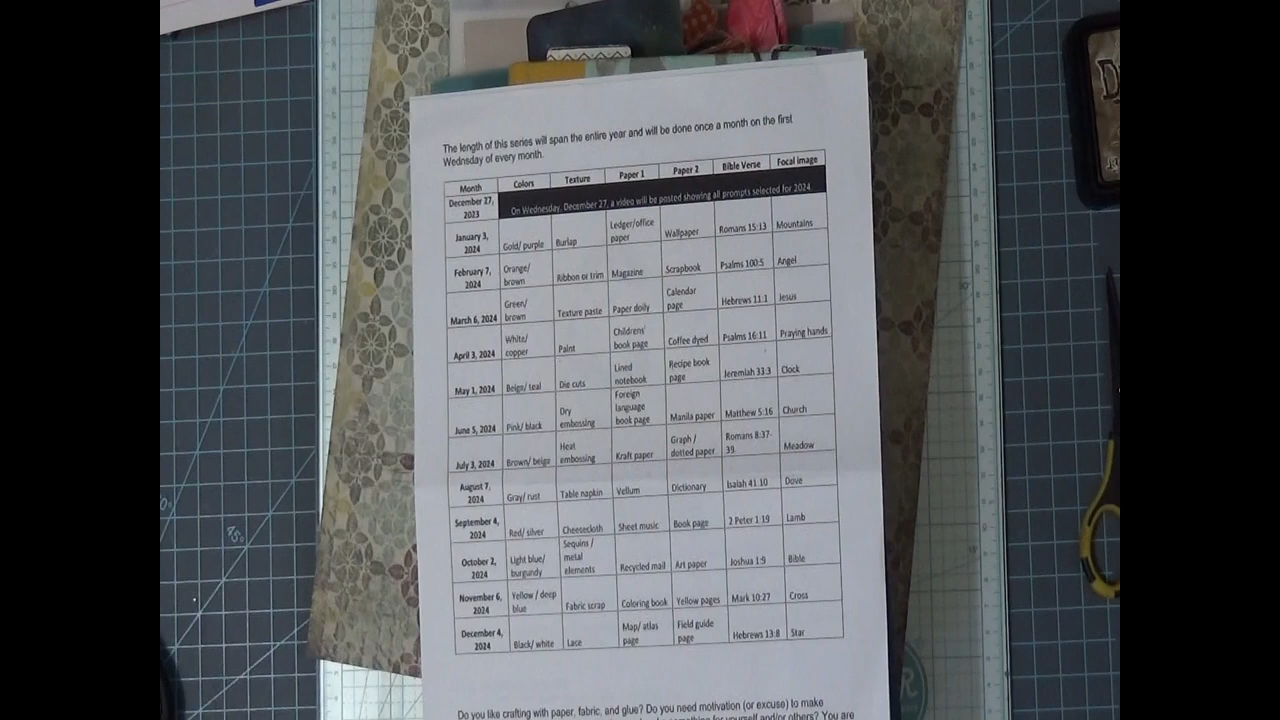 The length of this series will span the entire year and will be done once a month on the first
Wednsday of every month.
Month Colors Texture Paper 1 Paper 2 Bible Verse Focal Image
December 27, 2023 On Wednesday, December 27, a video will be posted showing all prompts selected for 2024
January 3, 2024 Gold/ purple Burlap Ledger/office paper Wallpaper Romans 15:13 Mountains
February 7, 2024 Orange/ brown Ribbon or trim Magazine Scrapbook Psalms 100:5 Angel
March 6, 2024 Green/ brown Texture paste Paper doily Calendar page Hebrews 11:1 Jesus
April 3, 2024 White/ copper Paint Childrens' book page Coffee dyed Psalms 16:11 Praying hands
May 1, 2024 Beige/ teal Die cuts Lined notebook Recipe book page Jeremiah 33:3 Clock
June 5, 2024 Pink/ black Dry embossing Foreign language book page Manila paper Matthew 5:16 Church
July 3, 2024 Brown/ beige Heat embossing Kraft paper Graph / dotted paper Romans 8:37-39 Meadow
August 7, 2024 Gray/ rust Table napkin Vellum Dictionary Isaiah 41:10 Dove
September 4, 2024 Red/ silver Cheesecloth Sheet music Book page 2 Peter 1:19 Lamb
October 2, 2024 Light blue/ burgundy Sequins / metal elements Recycled mail Art paper Joshua 1:9 Bible
November 6, 2024 Yellow / deep blue Fabric scrap Coloring book Yellow pages Mark 10:27 Cross
December 4, 2024 Black/ white Lace Map/ atlas page Field guide page Hebrews 13:8 Star
Do you like crafting with paper, fabric, and glue? Do you need motivation (or excuse) to make
something for yourself and/or others? You are